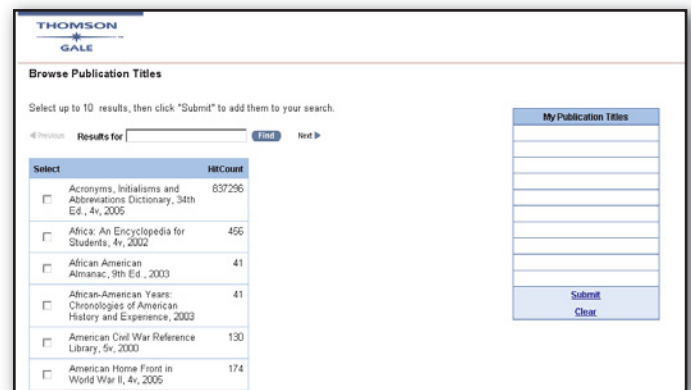 THOMSON
GALE
Browse Publication Titles
Select up to 10 results, then click "Submit" to add them to your search.
Previous Results for Find Next
Select HitCount
Acronyms, Initialisms and 837296
Abbreviations Dictionary, 34th
Ed., 4v, 2005
Africa: An Encyclopedia for 456
Students, 4v, 2002
African American 41
Almanac, 9th Ed., 2003
African-American Years: 41
Chronologies of American
History and Experience, 2003
American Civil War Reference 130
Library, 5v, 2000
American Home Front in 174
World War II, 4v, 2005
My Publication Titles
Submit
Clear